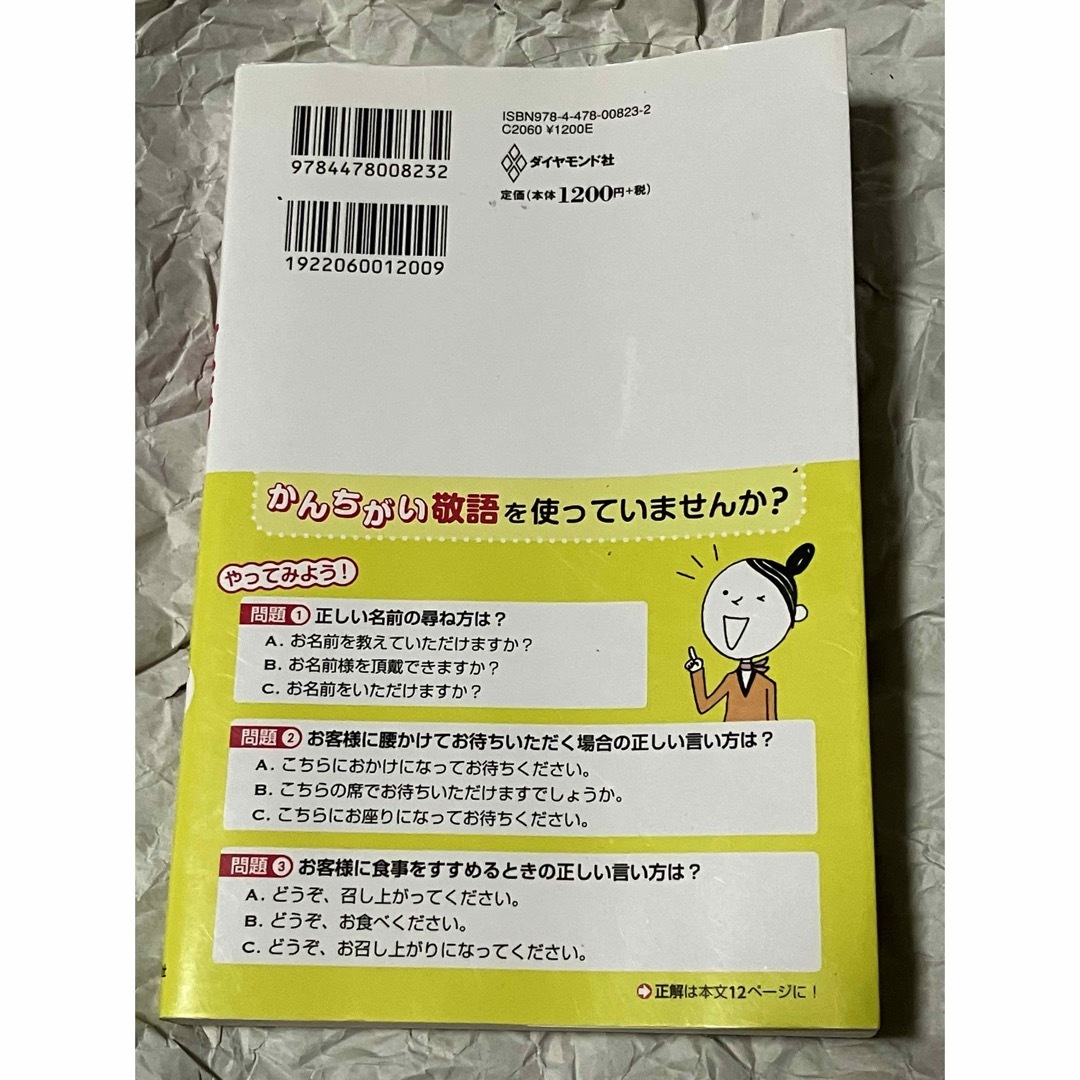 ISBN978-4-478-00823-2
C2060 ¥1200E
ダイヤモンド社
定価(本体1200円+税)
9784478008232
1922060012009
かんちがい敬語を使っていませんか?
やってみよう!
問題1 正しい名前の尋ね方は?
A. お名前を教えていただけますか?
B. お名前様を頂戴できますか?
C. お名前をいただけますか?
問題2 お客様に腰かけてお待ちいただく場合の正しい言い方は?
A. こちらにおかけになってお待ちください。
B. こちらの席でお待ちいただけますでしょうか。
C. こちらにお座りになってお待ちください。
問題3 お客様に食事をすすめるときの正しい言い方は?
A. どうぞ、召し上がってください。
B. どうぞ、お食べください。
C. どうぞ、お召し上がりになってください。
正解は本文12ページに!
社